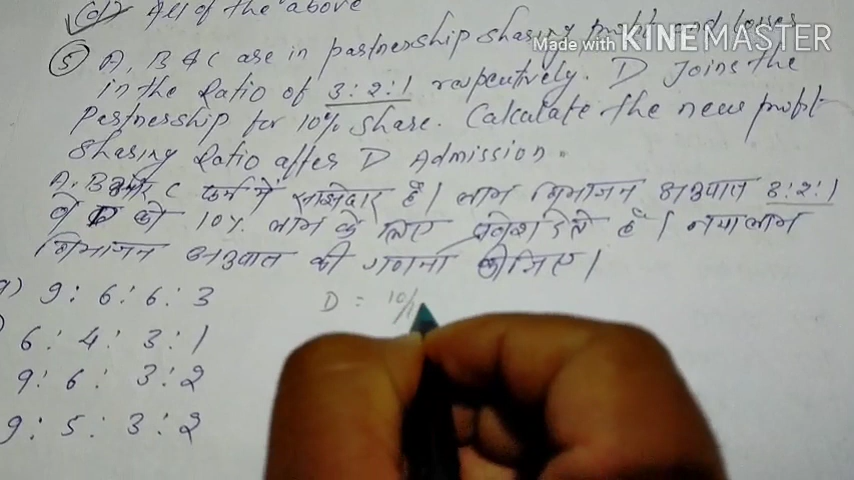 (d) All of the above
Made with KINEMASTER
(5) A, B & C are in partnership sharing profit and losses
in the Ratio of 3:2:1 respectively. D Joins the
Partnership for 10% share. Calculate the new profit
sharing Ratio after D Admission.
A, B और C फर्म में साझेदार हैं। लाभ विभाजन अनुपात 3:2:1
वे D को 10% लाभ के लिए प्रवेश देते हैं। नया लाभ
विभाजन अनुपात की गणना कीजिए।
a) 9 : 6 : 6 : 3
D = 10/1
) 6 : 4 : 3 : 1
9 : 6 : 3 : 2
9 : 5 : 3 : 2